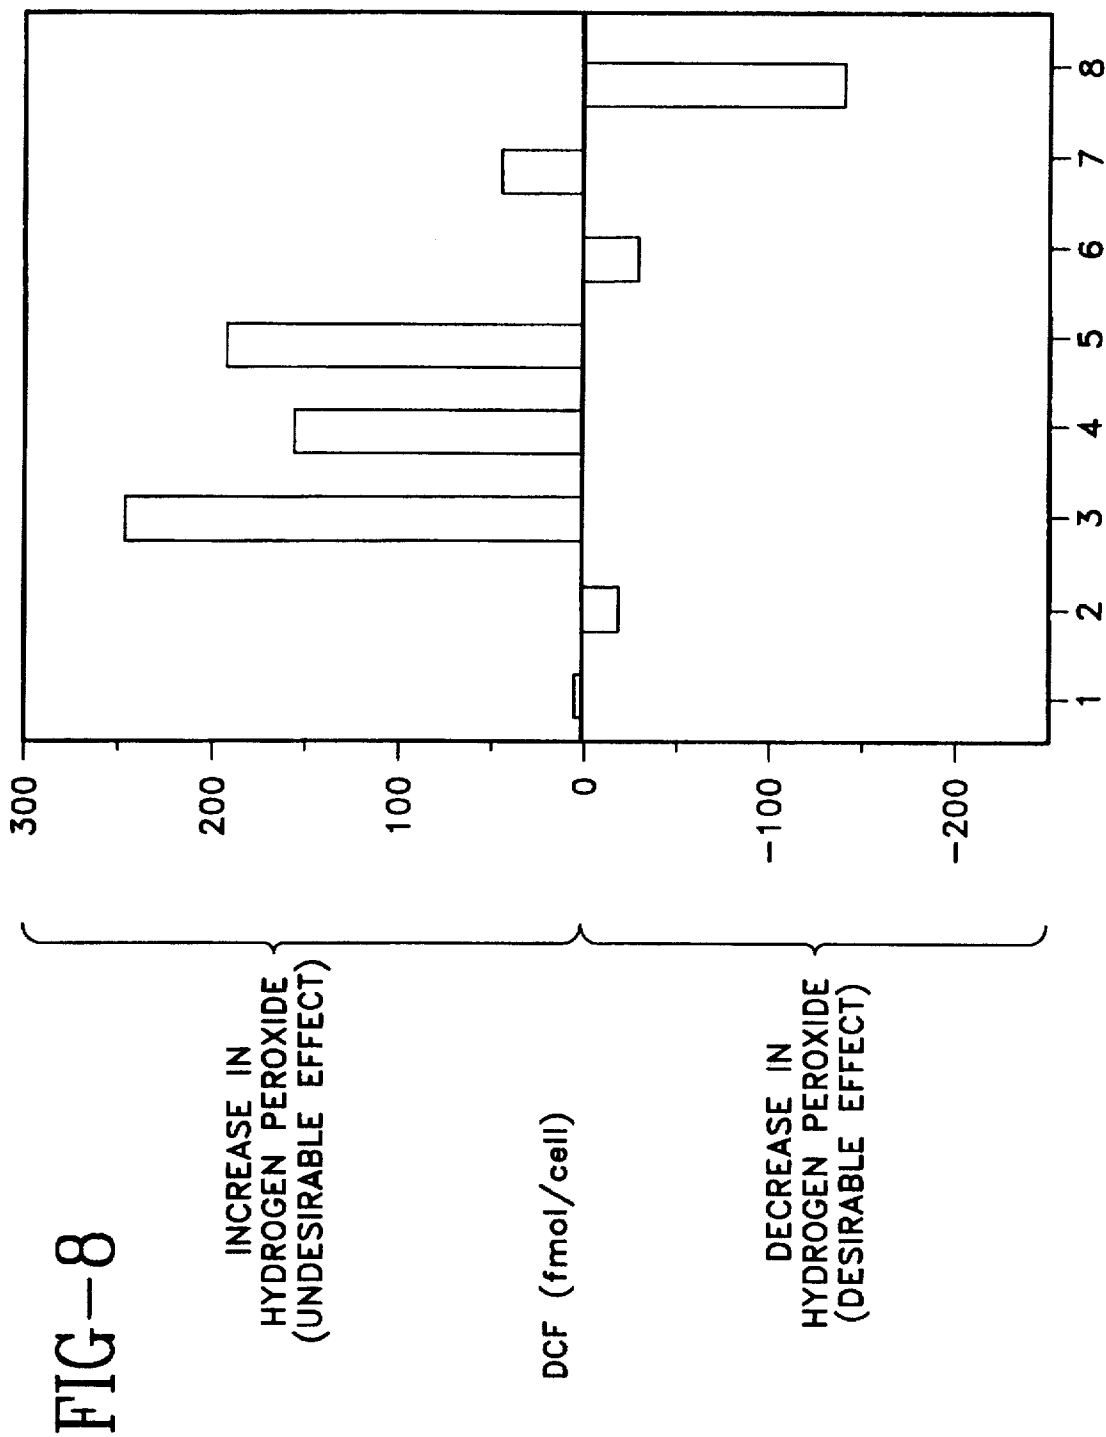 FIG-8
INCREASE IN
HYDROGEN PEROXIDE
(UNDESIRABLE EFFECT)
DCF (fmol/cell)
DECREASE IN
HYDROGEN PEROXIDE
(DESIRABLE EFFECT)
300
200
100
0
-100
-200
1 2 3 4 5 6 7 8